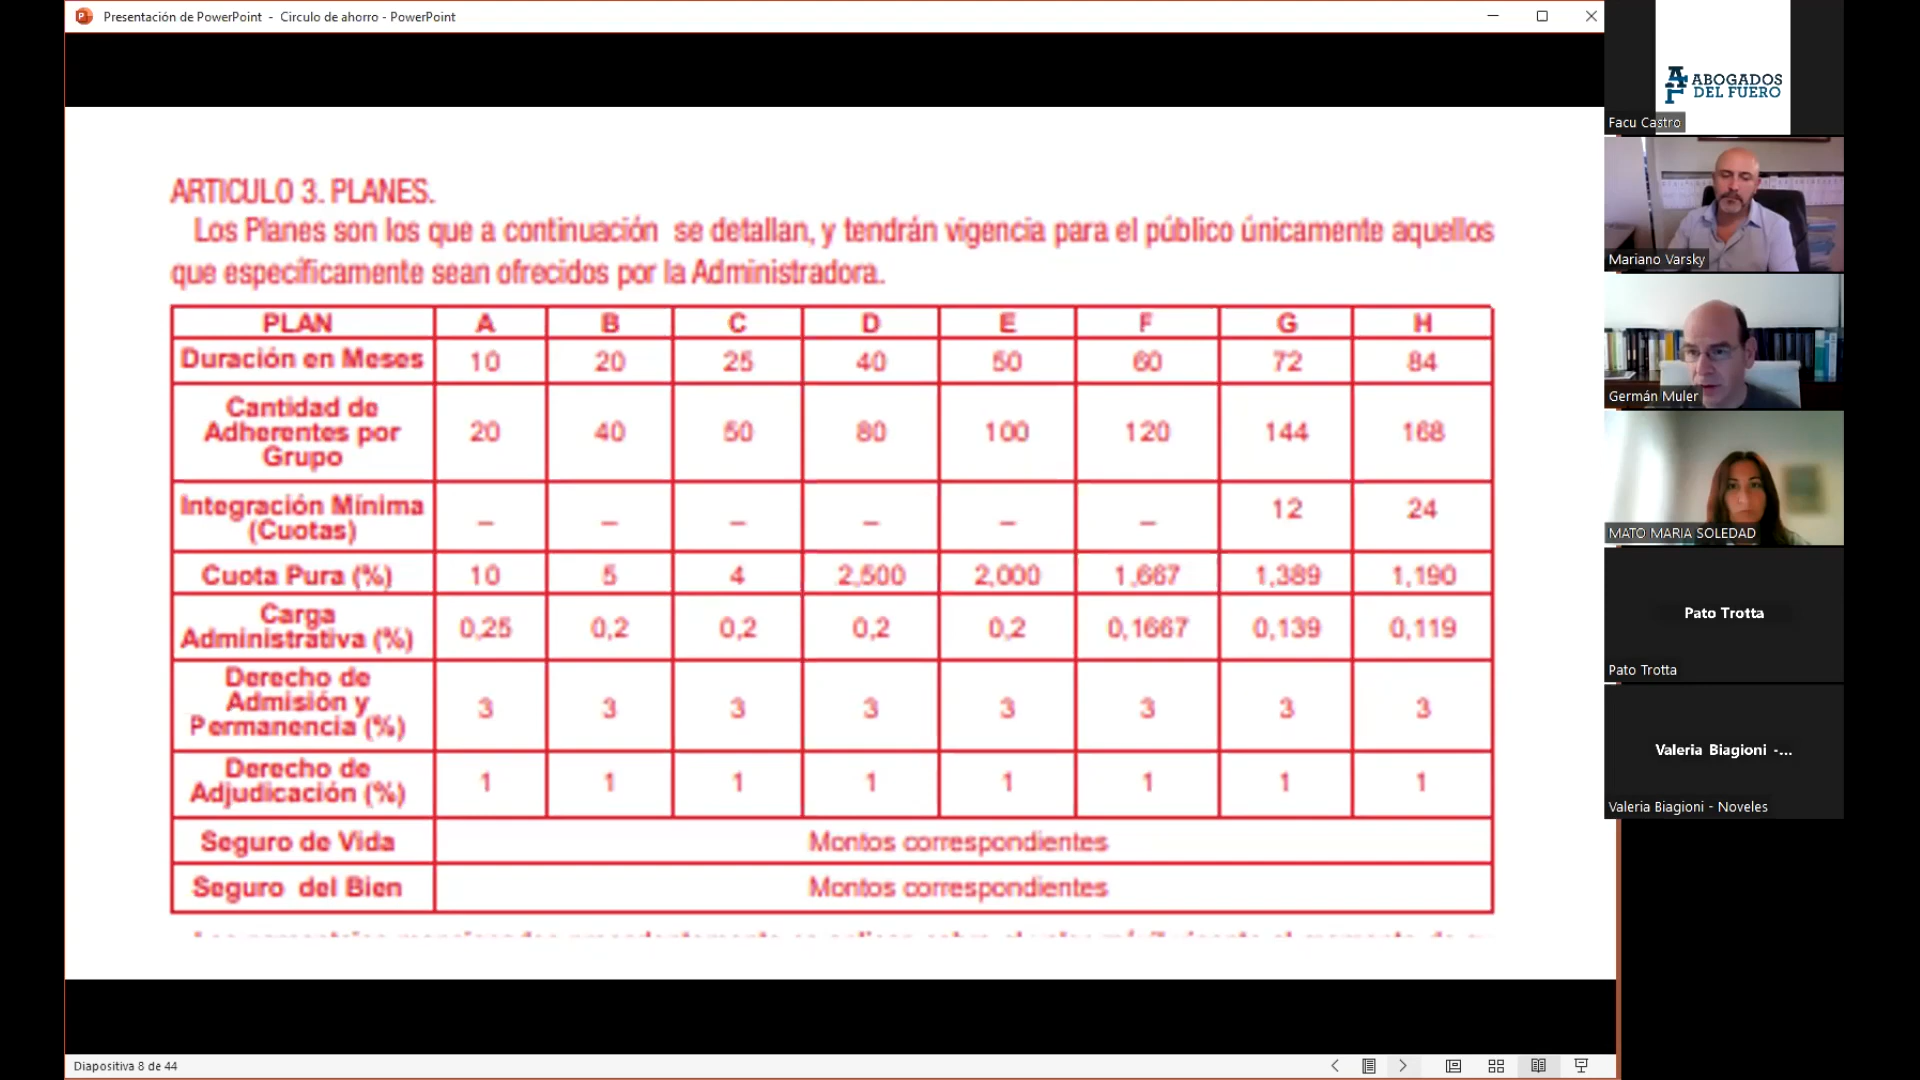 Presentación de PowerPoint - Circulo de ahorro - PowerPoint
ARTICULO 3. PLANES.
Los Planes son los que a continuación se detallan, y tendrán vigencia para el público únicamente aquellos
que específicamente sean ofrecidos por la Administradora.
PLAN A B C D E F G H
Duración en Meses 10 20 25 40 50 60 72 84
Cantidad de
Adherentes por
Grupo
20 40 50 80 100 120 144 168
Integración Mínima
(Cuotas)
– – – – – – 12 24
Cuota Pura (%) 10 5 4 2,500 2,000 1,667 1,389 1,190
Carga
Administrativa (%)
0,25 0,2 0,2 0,2 0,2 0,1667 0,139 0,119
Derecho de
Admisión y
Permanencia (%)
3 3 3 3 3 3 3 3
Derecho de
Adjudicación (%)
1 1 1 1 1 1 1 1
Seguro de Vida Montos correspondientes
Seguro del Bien Montos correspondientes
Diapositiva 8 de 44
ABOGADOS
DEL FUERO
Facu Castro
Mariano Varsky
Germán Muler
MATO MARIA SOLEDAD
Pato Trotta
Pato Trotta
Valeria Biagioni -...
Valeria Biagioni - Noveles